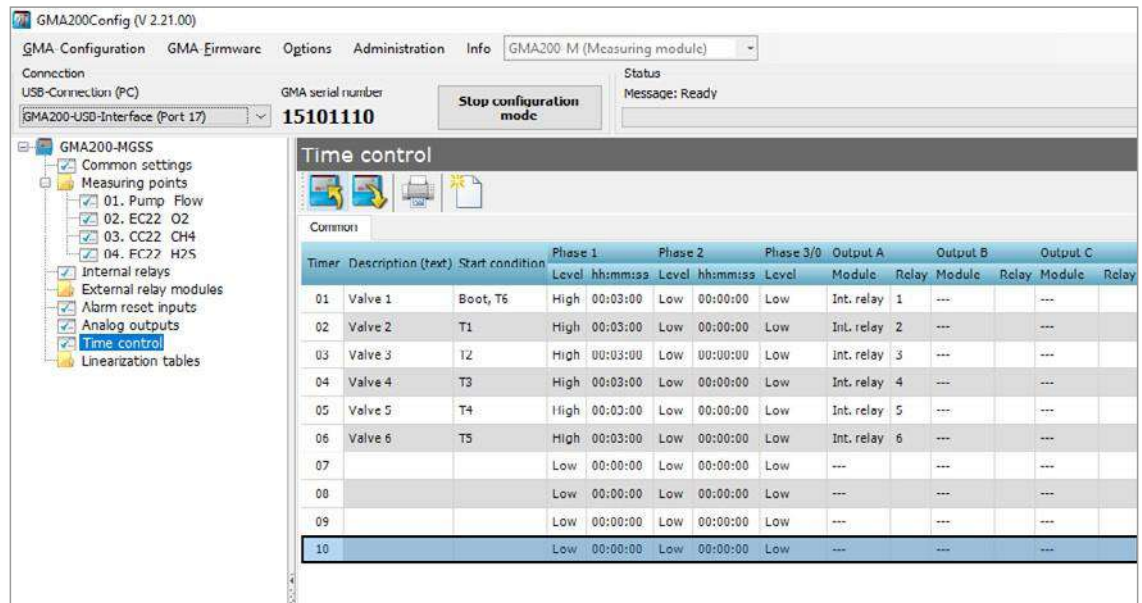 GMA200Config (V 2.21.00)
GMA-Configuration GMA-Firmware Options Administration Info GMA200-M (Measuring module)
Connection
Status
USB-Connection (PC) GMA serial number Message: Ready
GMA200-USB-Interface (Port 17) 15101110 Stop configuration mode
GMA200-MGSS
Common settings
Measuring points
01. Pump Flow
02. EC22 O2
03. CC22 CH4
04. EC22 H2S
Internal relays
External relay modules
Alarm reset inputs
Analog outputs
Time control
Linearization tables
Time control
Common
Timer Description (text) Start condition Phase 1 Phase 2 Phase 3/0 Output A Output B Output C
Level hh:mm:ss Level hh:mm:ss Level Module Relay Module Relay Module Relay
01 Valve 1 Boot, T6 High 00:03:00 Low 00:00:00 Low Int. relay 1 --- ---
02 Valve 2 T1 High 00:03:00 Low 00:00:00 Low Int. relay 2 --- ---
03 Valve 3 T2 High 00:03:00 Low 00:00:00 Low Int. relay 3 --- ---
04 Valve 4 T3 High 00:03:00 Low 00:00:00 Low Int. relay 4 --- ---
05 Valve 5 T4 High 00:03:00 Low 00:00:00 Low Int. relay 5 --- ---
06 Valve 6 T5 High 00:03:00 Low 00:00:00 Low Int. relay 6 --- ---
07 Low 00:00:00 Low 00:00:00 Low --- --- ---
08 Low 00:00:00 Low 00:00:00 Low --- --- ---
09 Low 00:00:00 Low 00:00:00 Low --- --- ---
10 Low 00:00:00 Low 00:00:00 Low --- --- ---